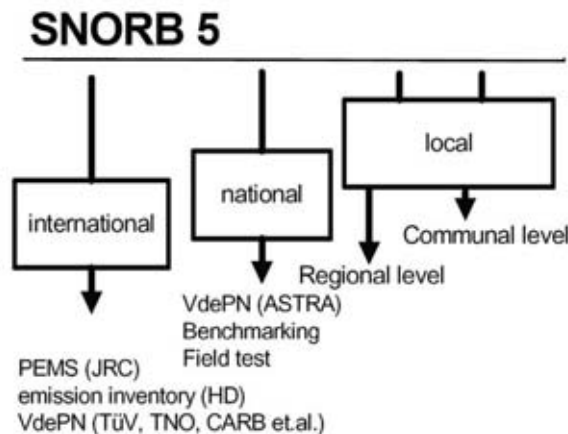 SNORB 5
international
national
local
Communal level
Regional level
VdePN (ASTRA)
Benchmarking
Field test
PEMS (JRC)
emission inventory (HD)
VdePN (TüV, TNO, CARB et.al.)